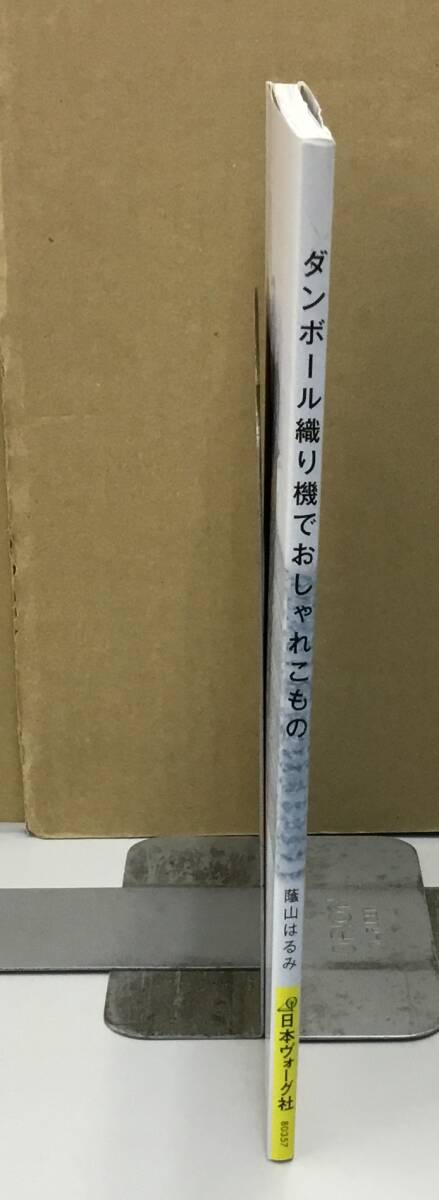 ダンボール織り機でおしゃれこもの
蔭山はるみ
日本ヴォーグ社
80357